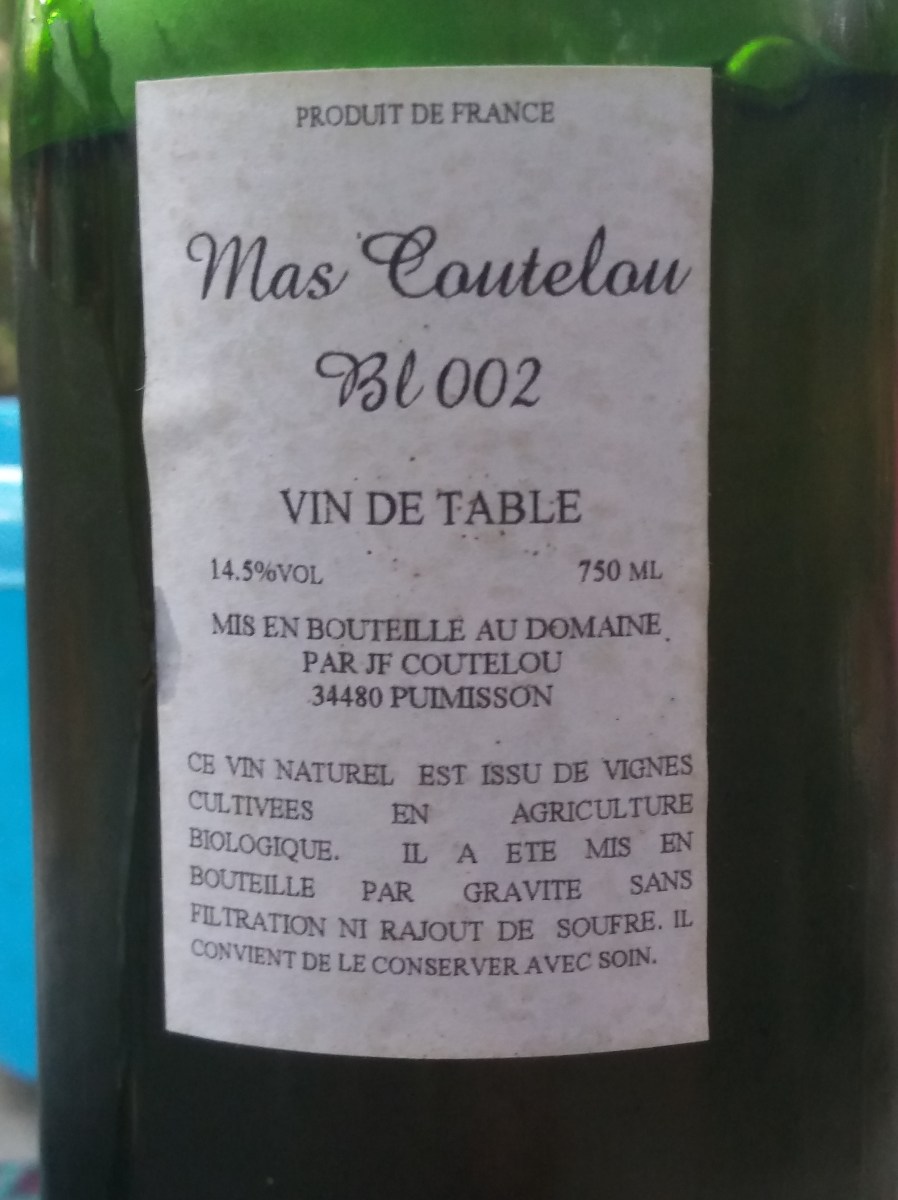 PRODUIT DE FRANCE
Mas Coutelou
Bl 002
VIN DE TABLE
14.5%VOL 750 ML
MIS EN BOUTEILLE AU DOMAINE
PAR JF COUTELOU
34480 PUIMISSON
CE VIN NATUREL EST ISSU DE VIGNES
CULTIVEES EN AGRICULTURE
BIOLOGIQUE. IL A ETE MIS EN
BOUTEILLE PAR GRAVITE SANS
FILTRATION NI RAJOUT DE SOUFRE. IL
CONVIENT DE LE CONSERVER AVEC SOIN.